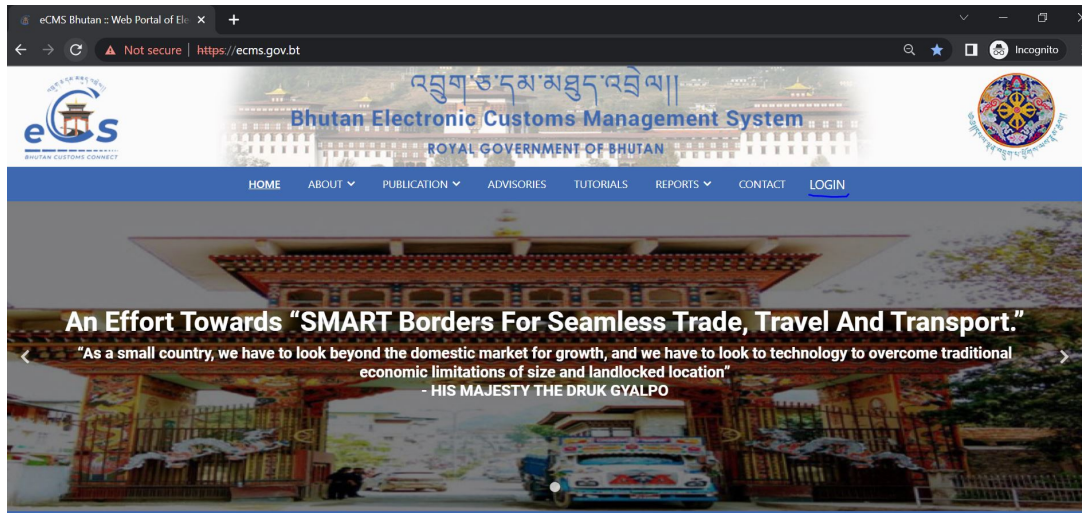 eCMS Bhutan :: Web Portal of Ele
Not secure | https://ecms.gov.bt
Incognito
eCMS
BHUTAN CUSTOMS CONNECT
འབྲུག་ཅ་དམ་མཐུད་འབྲེལ།།
Bhutan Electronic Customs Management System
ROYAL GOVERNMENT OF BHUTAN
HOME ABOUT PUBLICATION ADVISORIES TUTORIALS REPORTS CONTACT LOGIN
An Effort Towards “SMART Borders For Seamless Trade, Travel And Transport.”
“As a small country, we have to look beyond the domestic market for growth, and we have to look to technology to overcome traditional
economic limitations of size and landlocked location”
- HIS MAJESTY THE DRUK GYALPO